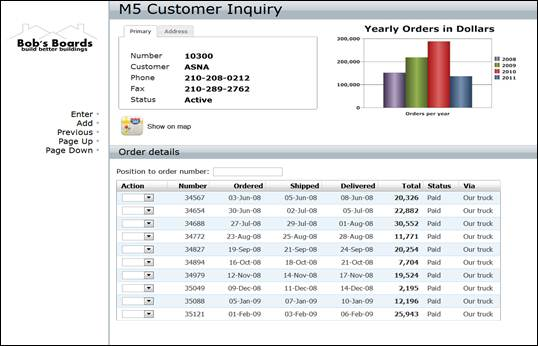 M5 Customer Inquiry
Bob's Boards
build better buildings
Enter
Add
Previous
Page Up
Page Down
Primary Address
Number 10300
Customer ASNA
Phone 210-208-0212
Fax 210-289-2762
Status Active
Show on map
Yearly Orders in Dollars
300,000
200,000
100,000
0
2008
2009
2010
2011
Orders per year
Order details
Position to order number:
Action Number Ordered Shipped Delivered Total Status Via
34567 03-Jun-08 05-Jun-08 08-Jun-08 20,326 Paid Our truck
34654 30-Jun-08 02-Jul-08 05-Jul-08 22,882 Paid Our truck
34688 27-Jul-08 29-Jul-08 01-Aug-08 30,552 Paid Our truck
34772 23-Aug-08 25-Aug-08 28-Aug-08 11,771 Paid Our truck
34827 19-Sep-08 21-Sep-08 24-Sep-08 20,254 Paid Our truck
34894 16-Oct-08 18-Oct-08 21-Oct-08 7,704 Paid Our truck
34979 12-Nov-08 14-Nov-08 17-Nov-08 19,524 Paid Our truck
35049 09-Dec-08 11-Dec-08 14-Dec-08 2,195 Paid Our truck
35088 05-Jan-09 07-Jan-09 10-Jan-09 12,196 Paid Our truck
35121 01-Feb-09 03-Feb-09 06-Feb-09 25,943 Paid Our truck